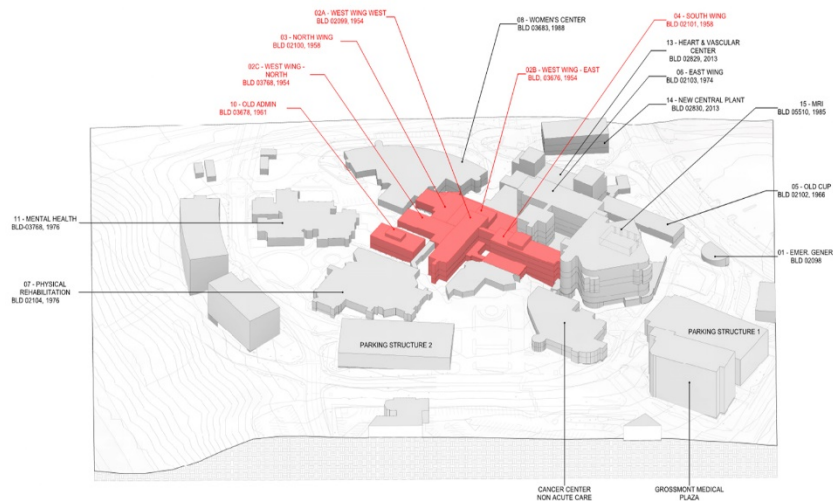 02A - WEST WING WEST
BLD 02099, 1954
03 - NORTH WING
BLD 02100, 1958
02C - WEST WING -
NORTH
BLD 03768, 1954
10 - OLD ADMIN
BLD 03678, 1961
08 - WOMEN'S CENTER
BLD 03683, 1988
02B - WEST WING - EAST
BLD, 03676, 1954
04 - SOUTH WING
BLD 02101, 1958
13 - HEART & VASCULAR
CENTER
BLD 02829, 2013
06 - EAST WING
BLD 02103, 1974
14 - NEW CENTRAL PLANT
BLD 02830, 2013
15 - MRI
BLD 05510, 1985
05 - OLD CUP
BLD 02102, 1966
01 - EMER. GENER
BLD 02098
11 - MENTAL HEALTH
BLD-03768, 1976
07 - PHYSICAL
REHABILITATION
BLD 02104, 1976
PARKING STRUCTURE 2
PARKING STRUCTURE 1
CANCER CENTER
NON ACUTE CARE
GROSSMONT MEDICAL
PLAZA